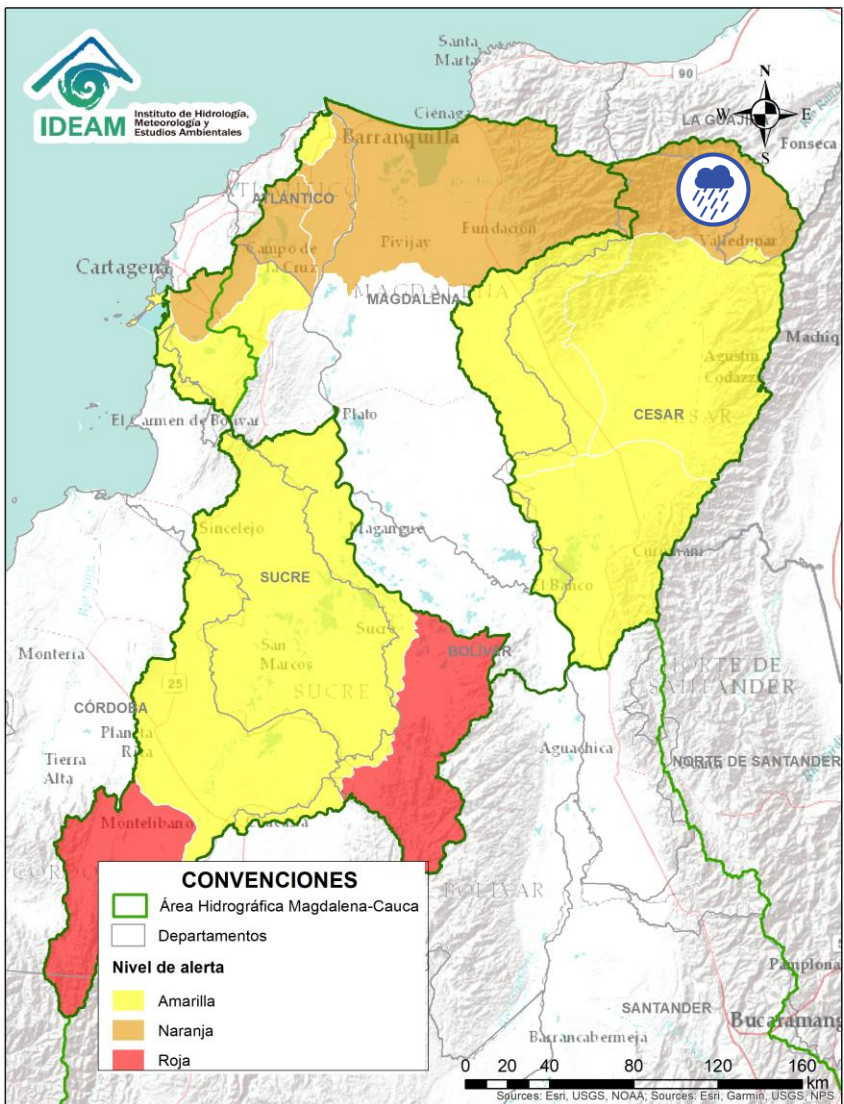 IDEAM
Instituto de Hidrología,
Meteorología y
Estudios Ambientales
Santa
Marta
90
N
W
E
S
LA GUAJIRA
Ciénaga
Fonseca
Barranquilla
ATLÁNTICO
Fundación
Campo de
la Cruz
Pivijay
Valledupar
Cartagena
MAGDALENA
Agustín
Codazzi
El Carmen de Bolívar
Plato
CESAR
Sincelejo
Magangue
SUCRE
El Banco
Sucre
San
Marcos
BOLÍVAR
Montería
NORTE DE
SANTANDER
25
SUCRE
CÓRDOBA
Planeta
Rica
Aguachica
Tierra
Alta
NORTE DE SANTANDER
Montelibano
CONVENCIONES
Área Hidrográfica Magdalena-Cauca
Departamentos
Nivel de alerta
Amarilla
Naranja
Roja
BOLÍVAR
Pamplona
SANTANDER
Bucaramang
Barrancabermeja
0 20 40 80 120 160
km
Sources: Esri, USGS, NOAA; Sources: Esri, Garmin, USGS, NPS